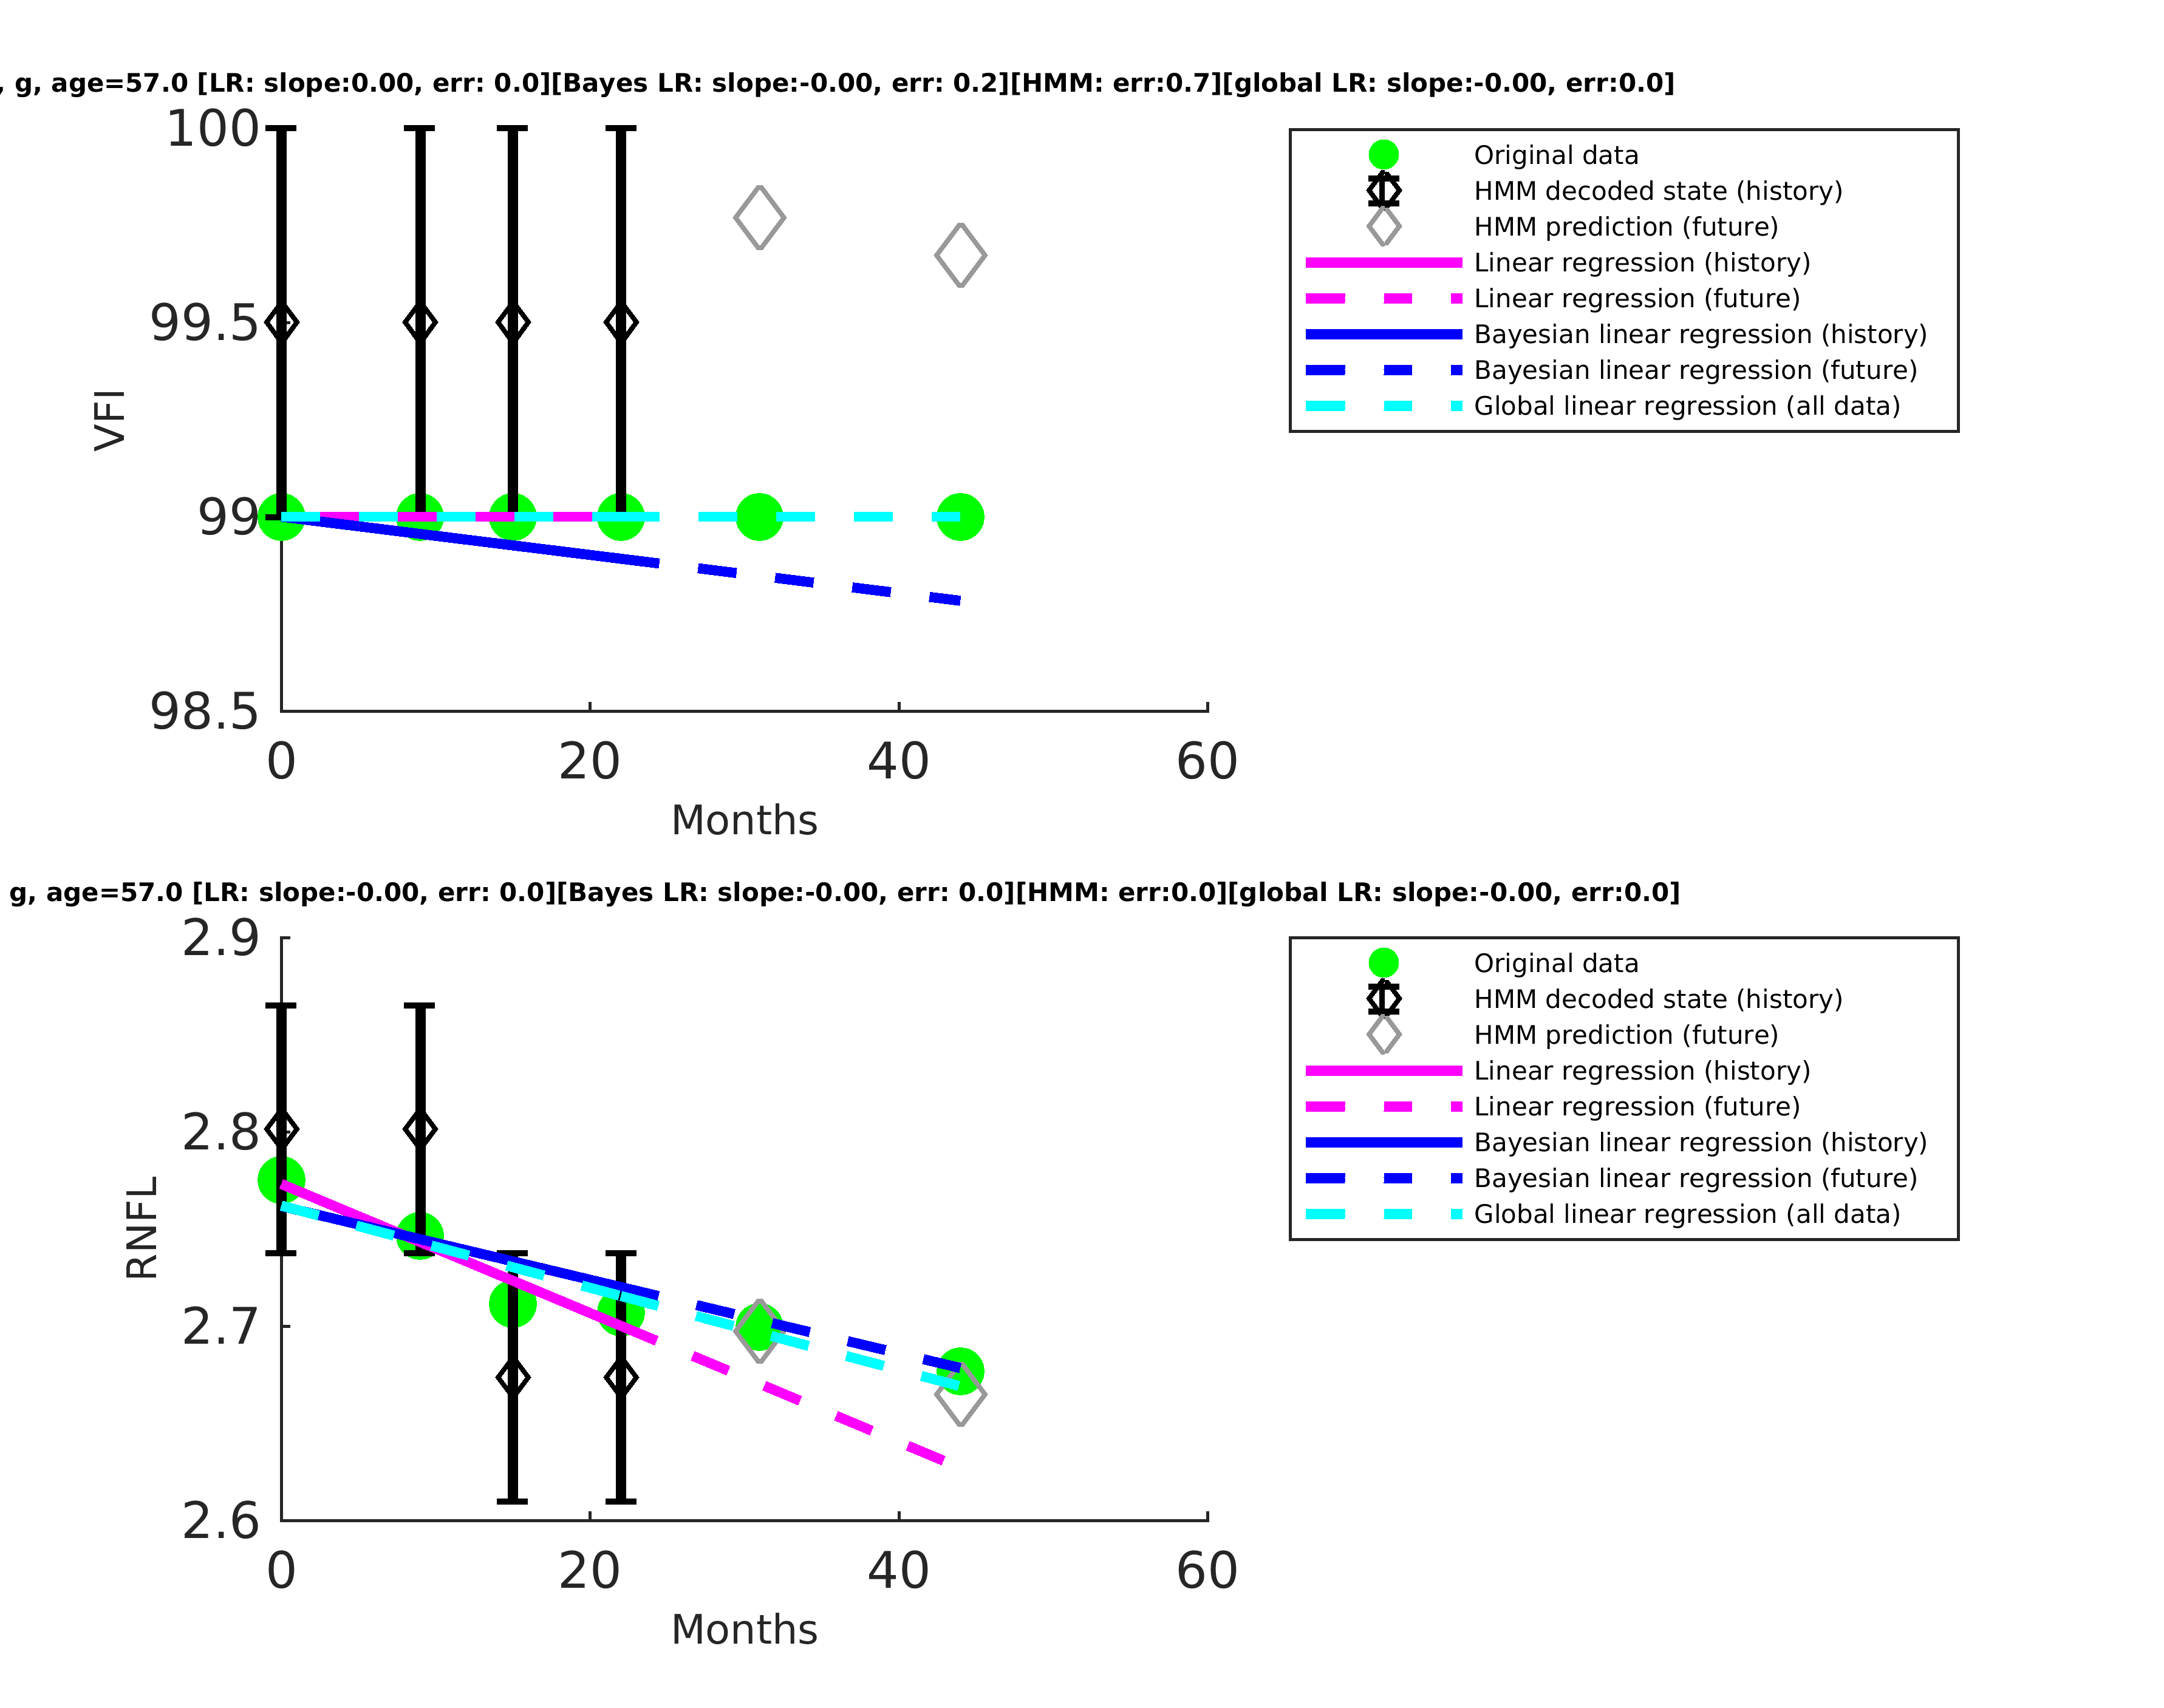 , g, age=57.0 [LR: slope:0.00, err: 0.0][Bayes LR: slope:-0.00, err: 0.2][HMM: err:0.7][global LR: slope:-0.00, err:0.0]
100
99.5
99
98.5
VFI
0 20 40 60
Months
Original data
HMM decoded state (history)
HMM prediction (future)
Linear regression (history)
Linear regression (future)
Bayesian linear regression (history)
Bayesian linear regression (future)
Global linear regression (all data)
g, age=57.0 [LR: slope:-0.00, err: 0.0][Bayes LR: slope:-0.00, err: 0.0][HMM: err:0.0][global LR: slope:-0.00, err:0.0]
2.9
2.8
2.7
2.6
RNFL
0 20 40 60
Months
Original data
HMM decoded state (history)
HMM prediction (future)
Linear regression (history)
Linear regression (future)
Bayesian linear regression (history)
Bayesian linear regression (future)
Global linear regression (all data)